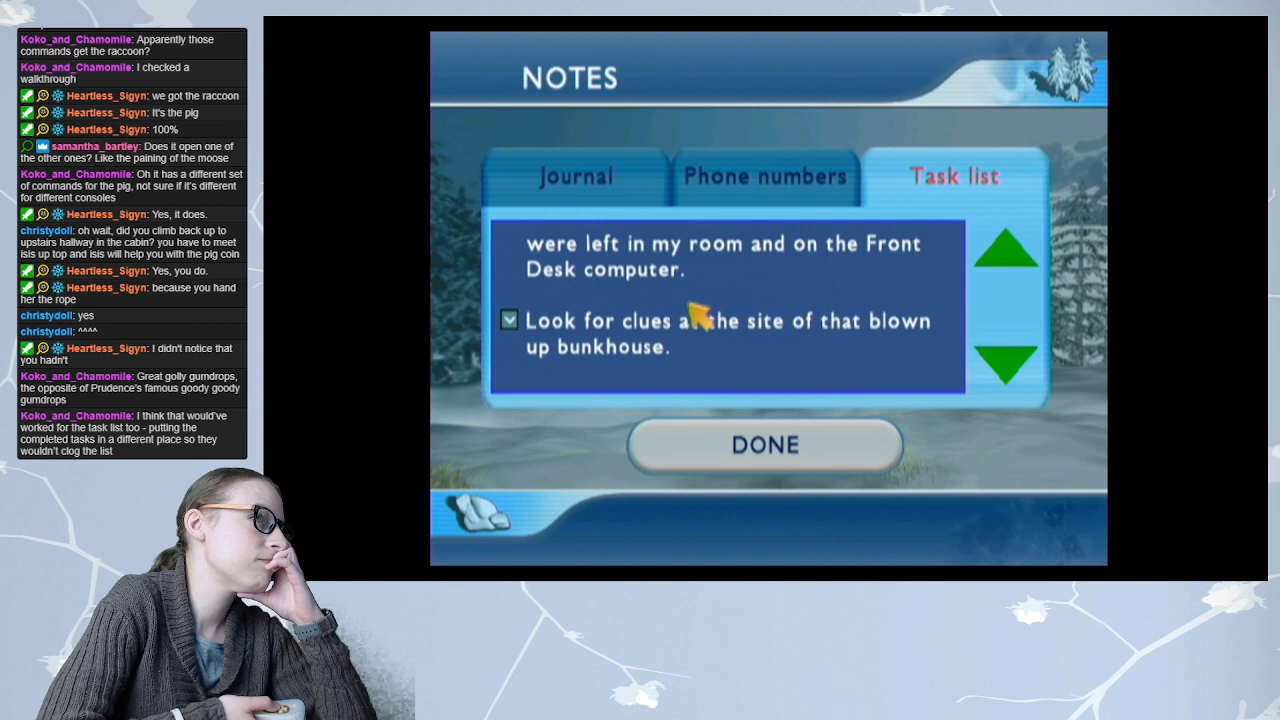 Koko_and_Chamomile: Apparently those
commands get the raccoon?
Koko_and_Chamomile: I checked a
walkthrough
Heartless_Sigyn: we got the raccoon
Heartless_Sigyn: It's the pig
Heartless_Sigyn: 100%
samantha_bartley: Does it open one of
the other ones? Like the paining of the moose
Koko_and_Chamomile: Oh it has a different set
of commands for the pig, not sure if it's different
for different consoles
Heartless_Sigyn: Yes, it does.
christydoll: oh wait, did you climb back up to
upstairs hallway in the cabin? you have to meet
isis up top and isis will help you with the pig coin
Heartless_Sigyn: Yes, you do.
Heartless_Sigyn: because you hand
her the rope
christydoll: yes
christydoll: ^^^^
Heartless_Sigyn: I didn't notice that
you hadn't
Koko_and_Chamomile: Great golly gumdrops,
the opposite of Prudence's famous goody goody
gumdrops
Koko_and_Chamomile: I think that would've
worked for the task list too - putting the
completed tasks in a different place so they
wouldn't clog the list
NOTES
Journal
Phone numbers
Task list
were left in my room and on the Front
Desk computer.
Look for clues at the site of that blown
up bunkhouse.
DONE